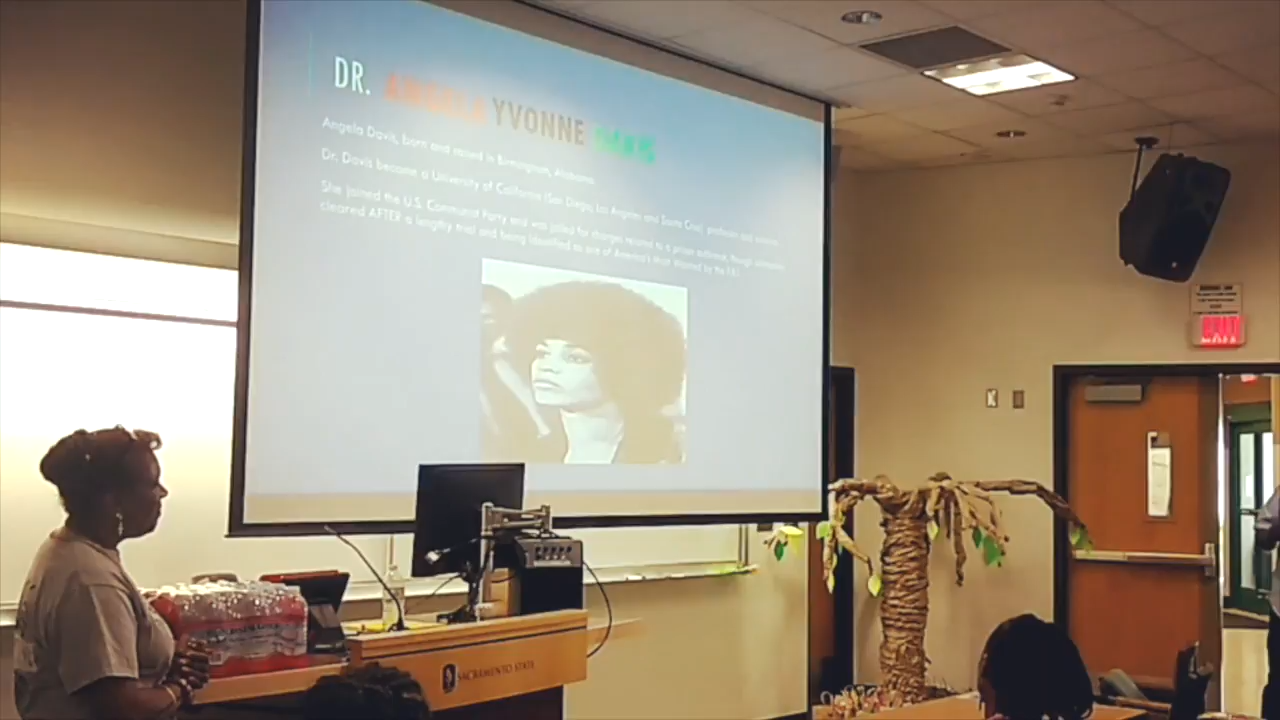 DR. ANGELA YVONNE DAVIS
Angela Davis, born and raised in Birmingham, Alabama.
Dr. Davis became a University of California (San Diego, Los Angeles and Santa Cruz) professor and
She joined the U.S. Communist Party and was jailed for charges related to a prison outbreak, though ultimately
cleared AFTER a lengthy trial and being identified as one of America's Most Wanted by the F.B.I.
EXIT
SACRAMENTO STATE